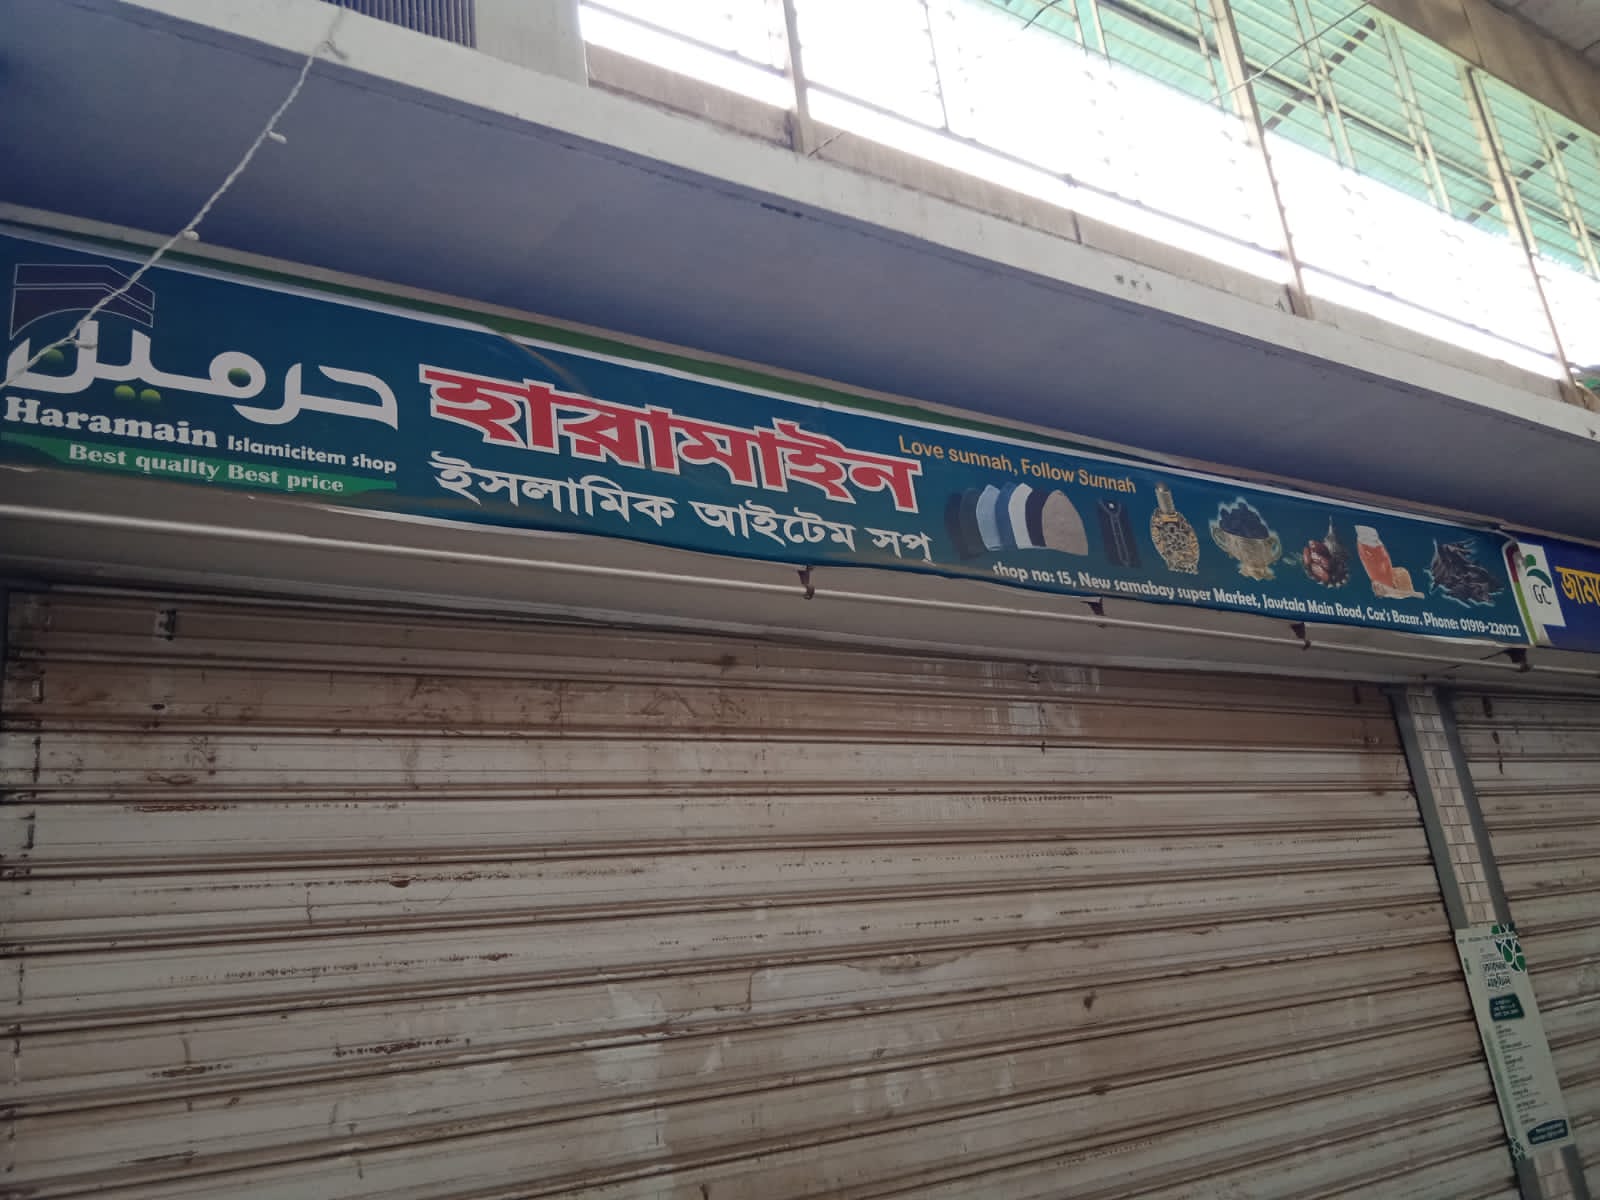 حرمين
Haramain Islamicitem shop
Best quality Best price
হারামাইন
ইসলামিক আইটেম সপ্
Love sunnah, Follow Sunnah
shop no: 15, New samabay super Market, Jawtala Main Road, Cox's Bazar. Phone: 01919-220122
GC